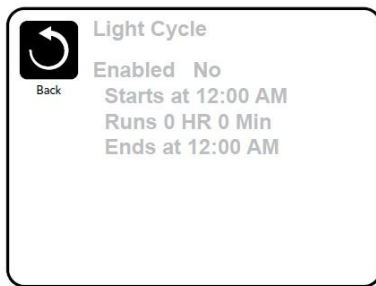 Light Cycle
Enabled No
Starts at 12:00 AM
Runs 0 HR 0 Min
Ends at 12:00 AM
Back